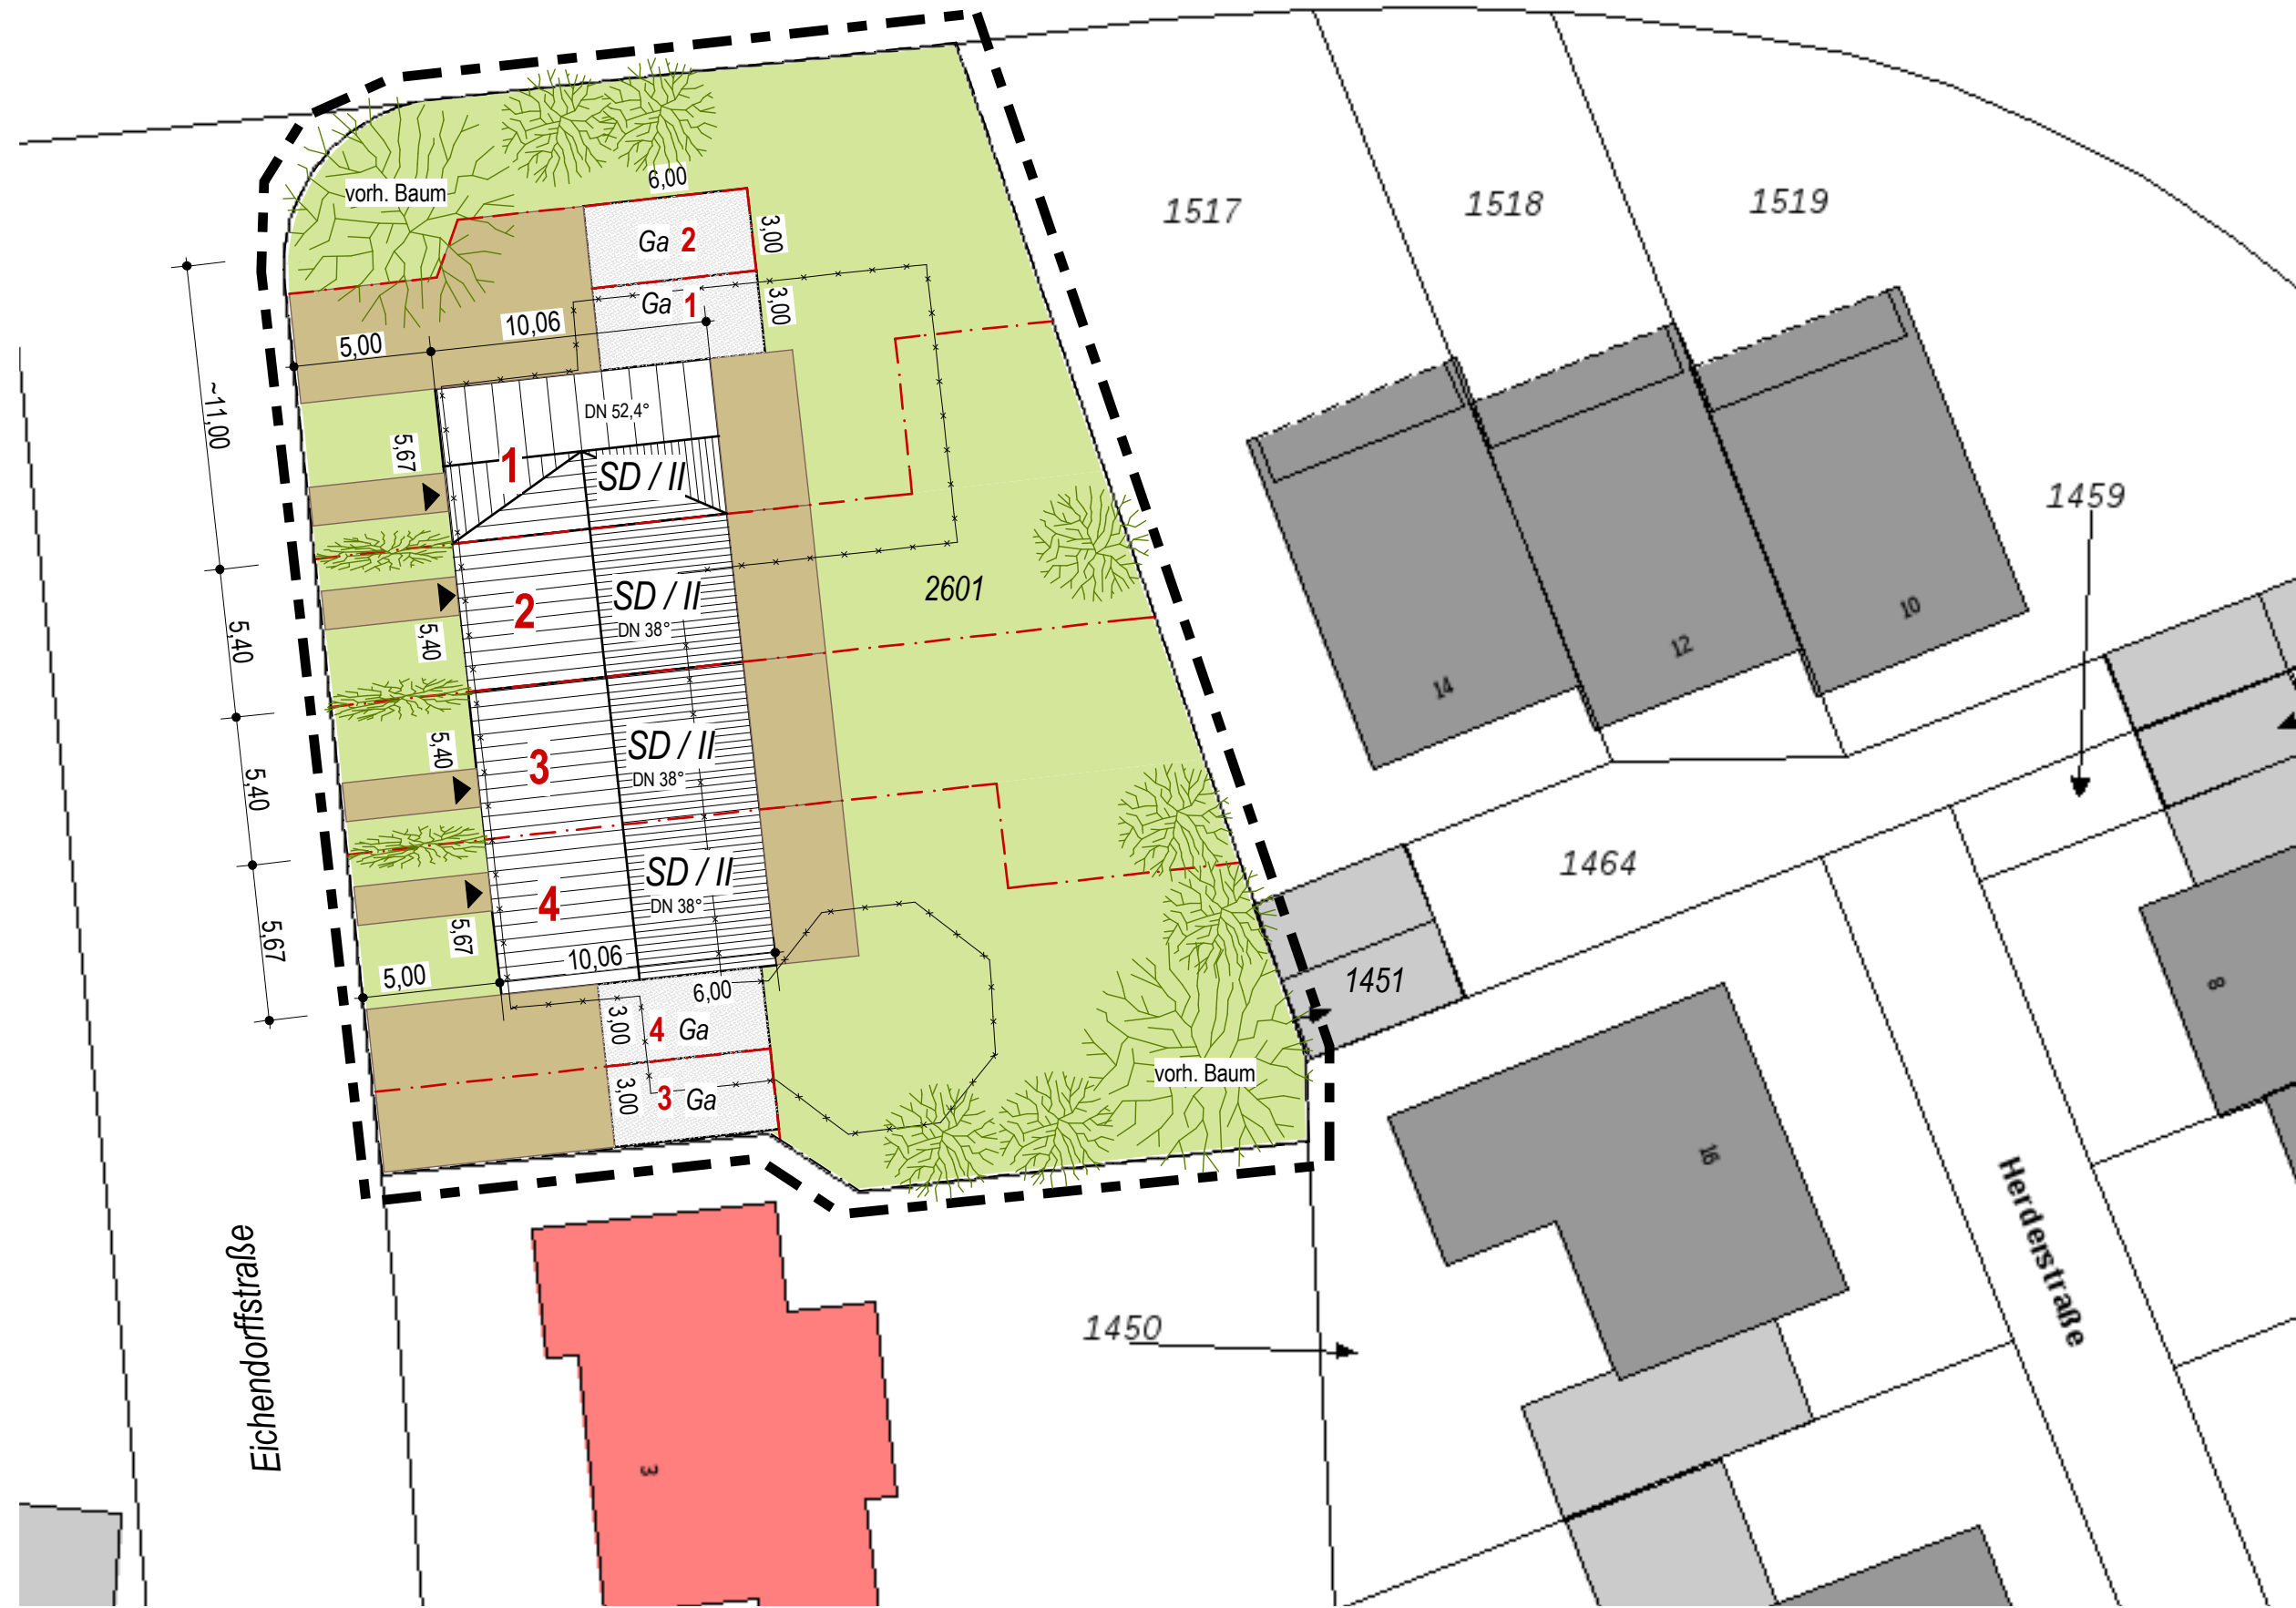 vorh. Baum
6,00
Ga 2
3,00
Ga 1
3,00
10,06
5,00
~11,00
DN 52,4°
5,67
1
SD / II
1517
1518
1519
1459
2
SD / II
DN 38°
2601
5,40
5,40
14
12
10
3
SD / II
DN 38°
5,40
5,40
4
SD / II
DN 38°
5,67
5,67
10,06
5,00
6,00
3,00
4 Ga
3,00
3 Ga
1464
1451
8
vorh. Baum
16
Herderstraße
Eichendorffstraße
1450
3